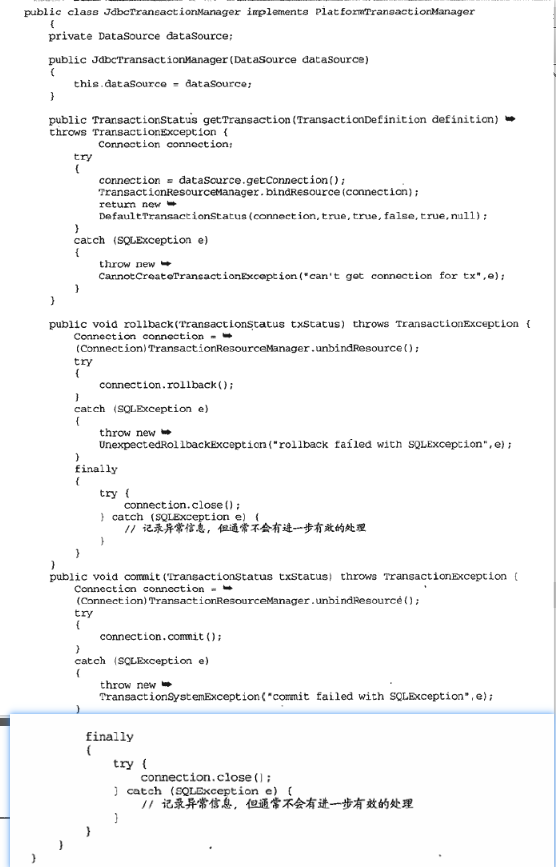 public class JdbcTransactionManager implements PlatformTransactionManager
{
private DataSource dataSource;
public JdbcTransactionManager(DataSource dataSource)
{
this.dataSource = dataSource;
}
public TransactionStatus getTransaction(TransactionDefinition definition) ➥
throws TransactionException {
Connection connection;
try
{
connection = dataSource.getConnection();
TransactionResourceManager.bindResource(connection);
return new ➥
DefaultTransactionStatus(connection,true,true,false,true,null);
}
catch (SQLException e)
{
throw new ➥
CannotCreateTransactionException("can't get connection for tx",e);
}
}
public void rollback(TransactionStatus txStatus) throws TransactionException {
Connection connection = ➥
(Connection)TransactionResourceManager.unbindResource();
try
{
connection.rollback();
}
catch (SQLException e)
{
throw new ➥
UnexpectedRollbackException("rollback failed with SQLException",e);
}
finally
{
try {
connection.close();
} catch (SQLException e) {
// 记录异常信息，但通常不会有进一步有效的处理
}
}
}
public void commit(TransactionStatus txStatus) throws TransactionException {
Connection connection = ➥
(Connection)TransactionResourceManager.unbindResource();
try
{
connection.commit();
}
catch (SQLException e)
{
throw new ➥
TransactionSystemException("commit failed with SQLException",e);
}
finally
{
try {
connection.close();
} catch (SQLException e) {
// 记录异常信息，但通常不会有进一步有效的处理
}
}
}
}